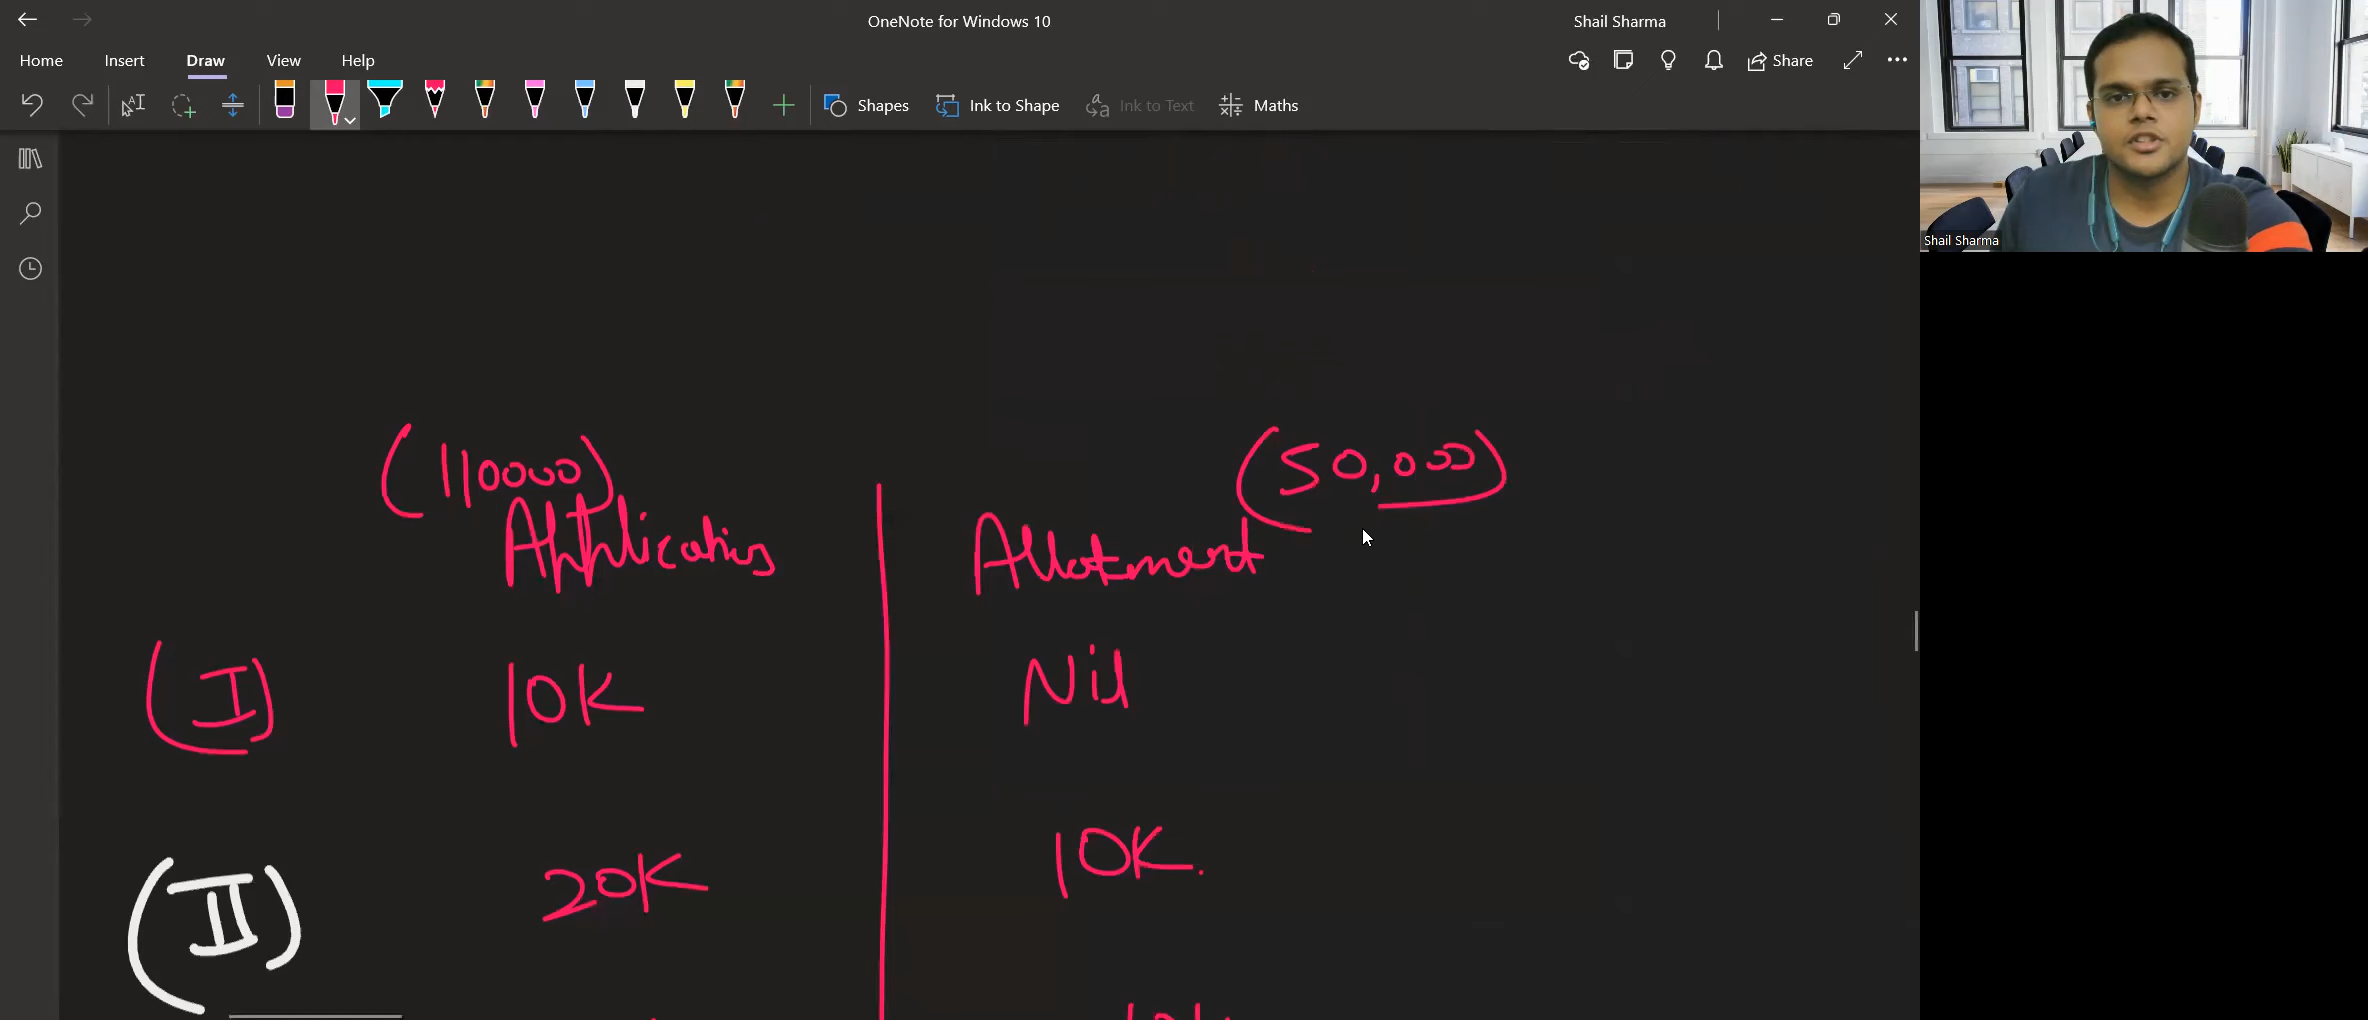 OneNote for Windows 10
Shail Sharma
Home Insert Draw View Help
Share
Shapes Ink to Shape Ink to Text Maths
Shail Sharma
(110000) (50,000)
Applications Allotment
(I) 10K Nil
(II) 20K 10K.